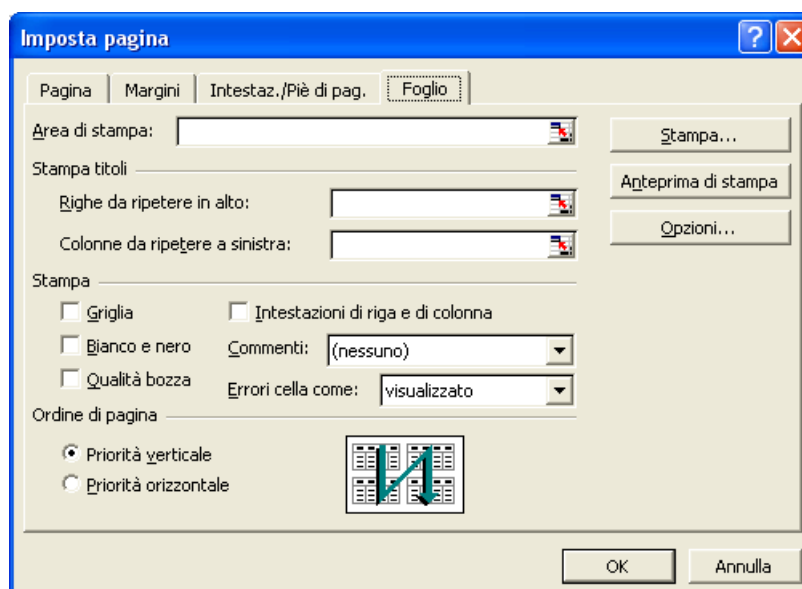 Imposta pagina
Pagina Margini Intestaz./Piè di pag. Foglio
Area di stampa: Stampa...
Stampa titoli Anteprima di stampa
Righe da ripetere in alto:
Colonne da ripetere a sinistra: Opzioni...
Stampa
Griglia Intestazioni di riga e di colonna
Bianco e nero Commenti: (nessuno)
Qualità bozza Errori cella come: visualizzato
Ordine di pagina
Priorità verticale
Priorità orizzontale
OK Annulla